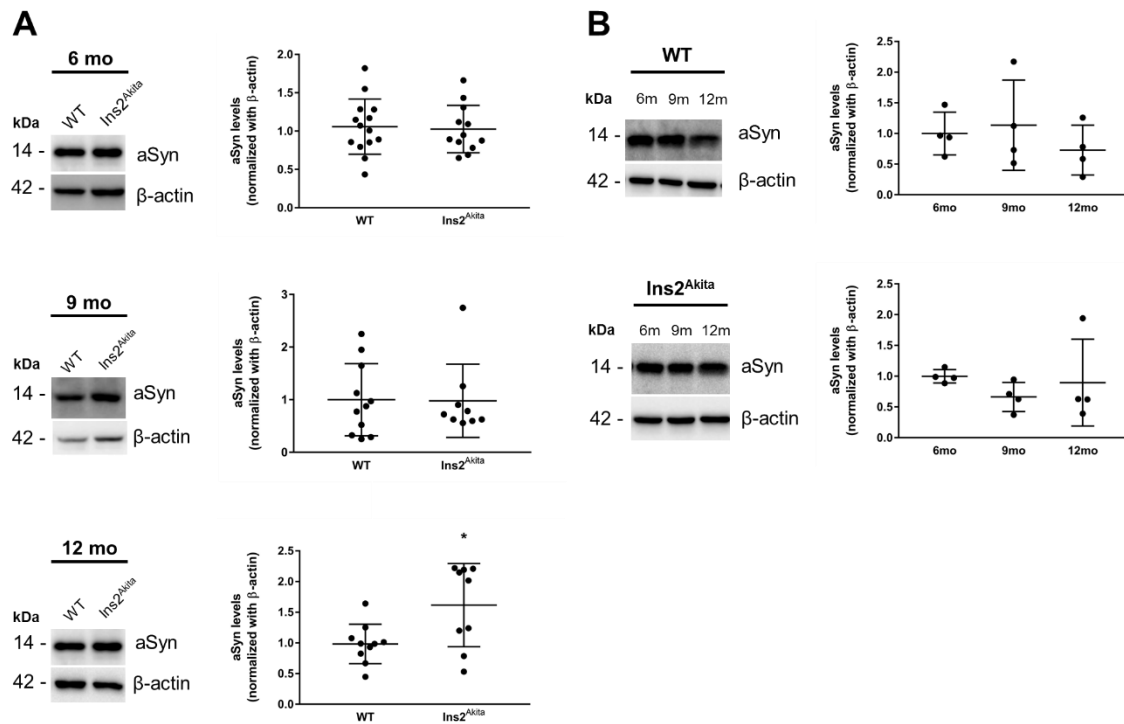 A
6 mo
WT Ins2Akita
kDa
14 - aSyn
42 - β-actin
aSyn levels
(normalized with β-actin)
2.0
1.5
1.0
0.5
0.0
WT Ins2Akita
9 mo
WT Ins2Akita
kDa
14 - aSyn
42 - β-actin
aSyn levels
(normalized with β-actin)
3
2
1
0
WT Ins2Akita
12 mo
WT Ins2Akita
kDa
14 - aSyn
42 - β-actin
aSyn levels
(normalized with β-actin)
2.5
2.0
1.5
1.0
0.5
0.0
*
WT Ins2Akita
B
WT
kDa 6m 9m 12m
14 - aSyn
42 - β-actin
aSyn levels
(normalized with β-actin)
2.5
2.0
1.5
1.0
0.5
0.0
6mo 9mo 12mo
Ins2Akita
kDa 6m 9m 12m
14 - aSyn
42 - β-actin
aSyn levels
(normalized with β-actin)
2.5
2.0
1.5
1.0
0.5
0.0
6mo 9mo 12mo